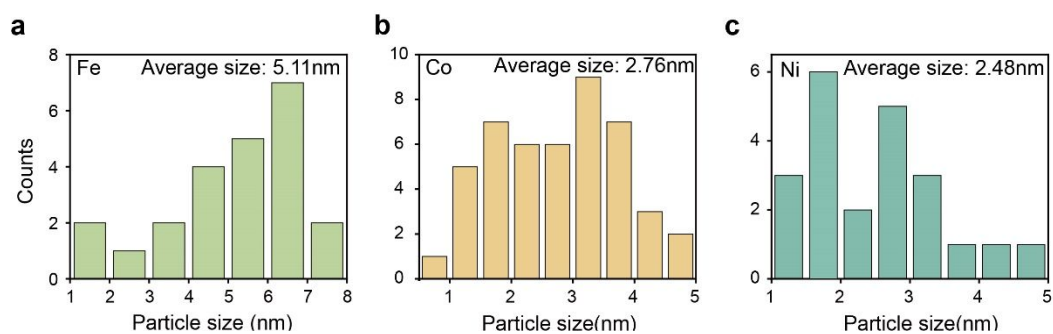 a
Fe
Average size: 5.11nm
8
6
4
2
0
Counts
1 2 3 4 5 6 7 8
Particle size (nm)
b
Co
Average size: 2.76nm
10
8
6
4
2
0
1 2 3 4 5
Particle size(nm)
c
Ni
Average size: 2.48nm
6
4
2
0
1 2 3 4 5
Particle size(nm)